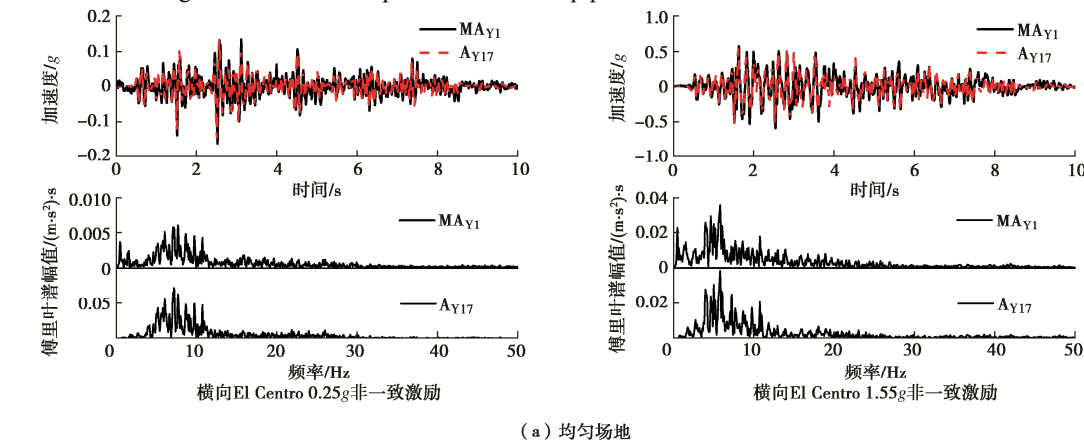 0.2
0.1
0
−0.1
−0.2
加速度/g
MAY1
AY17
0 2 4 6 8 10
时间/s
1.0
0.5
0
−0.5
−1.0
加速度/g
MAY1
AY17
0 2 4 6 8 10
时间/s
0.010
0.005
0
0.05
傅里叶谱幅值/(m·s²)·s
MAY1
AY17
0 10 20 30 40 50
频率/Hz
横向El Centro 0.25g非一致激励
0.04
0.02
0
0.02
傅里叶谱幅值/(m·s²)·s
MAY1
AY17
0 10 20 30 40 50
频率/Hz
横向El Centro 1.55g非一致激励
（a）均匀场地